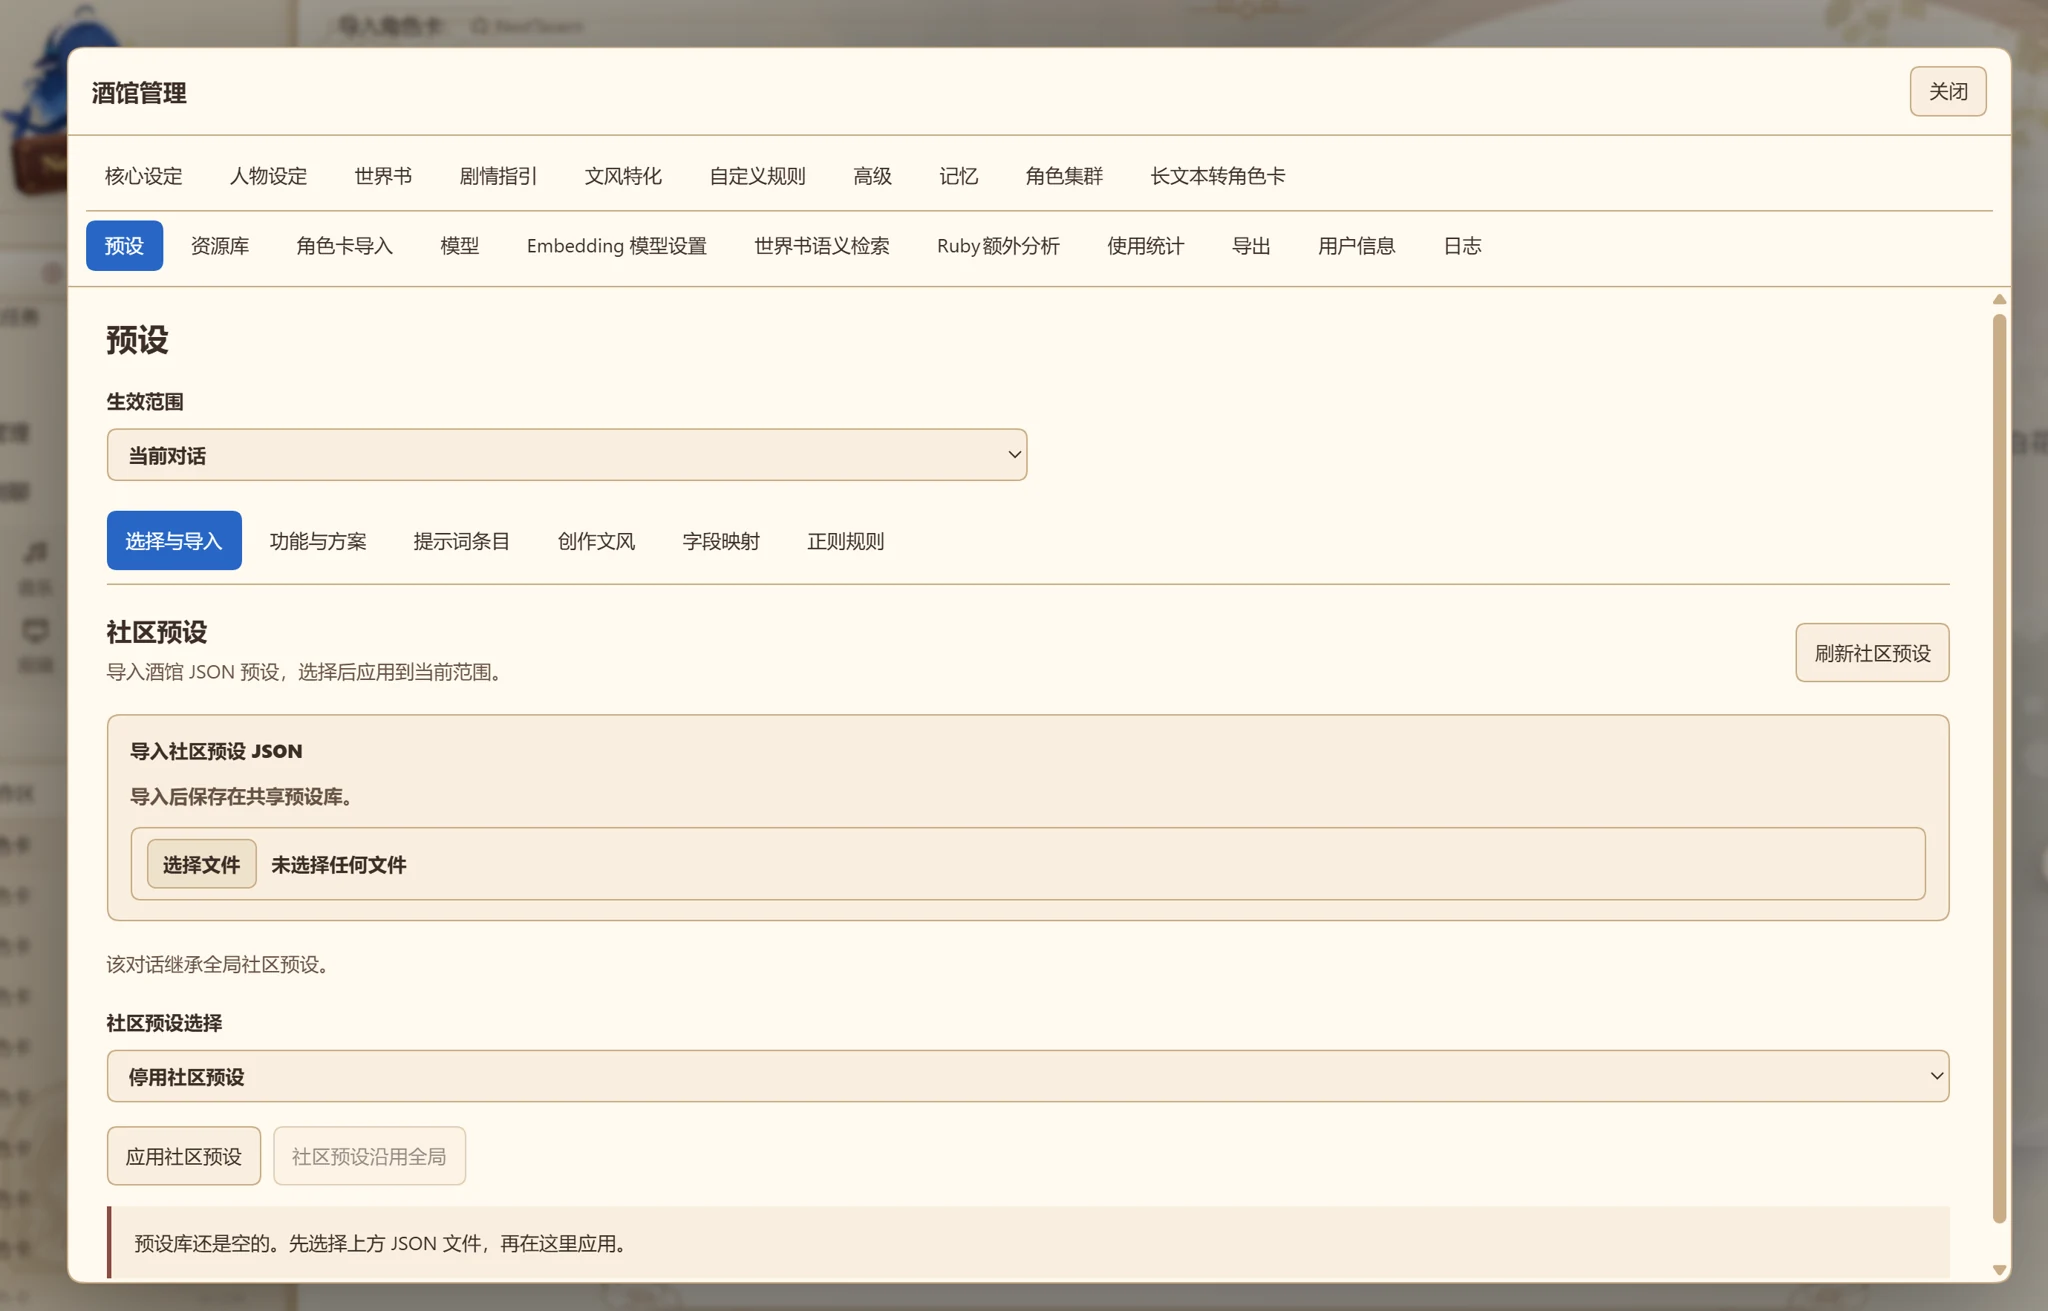 导入角色卡
酒馆管理
关闭
核心设定 人物设定 世界书 剧情指引 文风特化 自定义规则 高级 记忆 角色集群 长文本转角色卡
预设 资源库 角色卡导入 模型 Embedding 模型设置 世界书语义检索 Ruby额外分析 使用统计 导出 用户信息 日志
预设
生效范围
当前对话
选择与导入 功能与方案 提示词条目 创作文风 字段映射 正则规则
社区预设
导入酒馆 JSON 预设，选择后应用到当前范围。
刷新社区预设
导入社区预设 JSON
导入后保存在共享预设库。
选择文件 未选择任何文件
该对话继承全局社区预设。
社区预设选择
停用社区预设
应用社区预设 社区预设沿用全局
预设库还是空的。先选择上方 JSON 文件，再在这里应用。